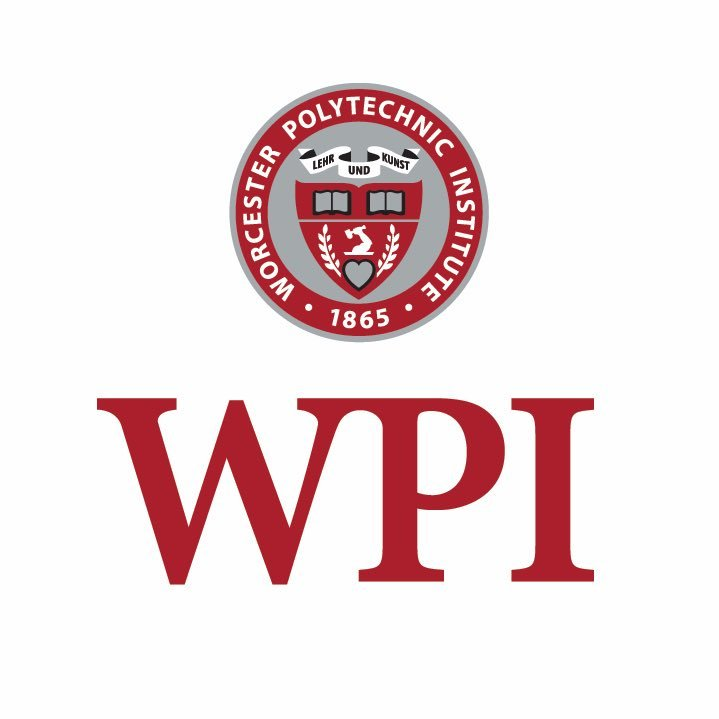 WORCESTER POLYTECHNIC INSTITUTE
LEHR UND KUNST
· 1865 ·
WPI